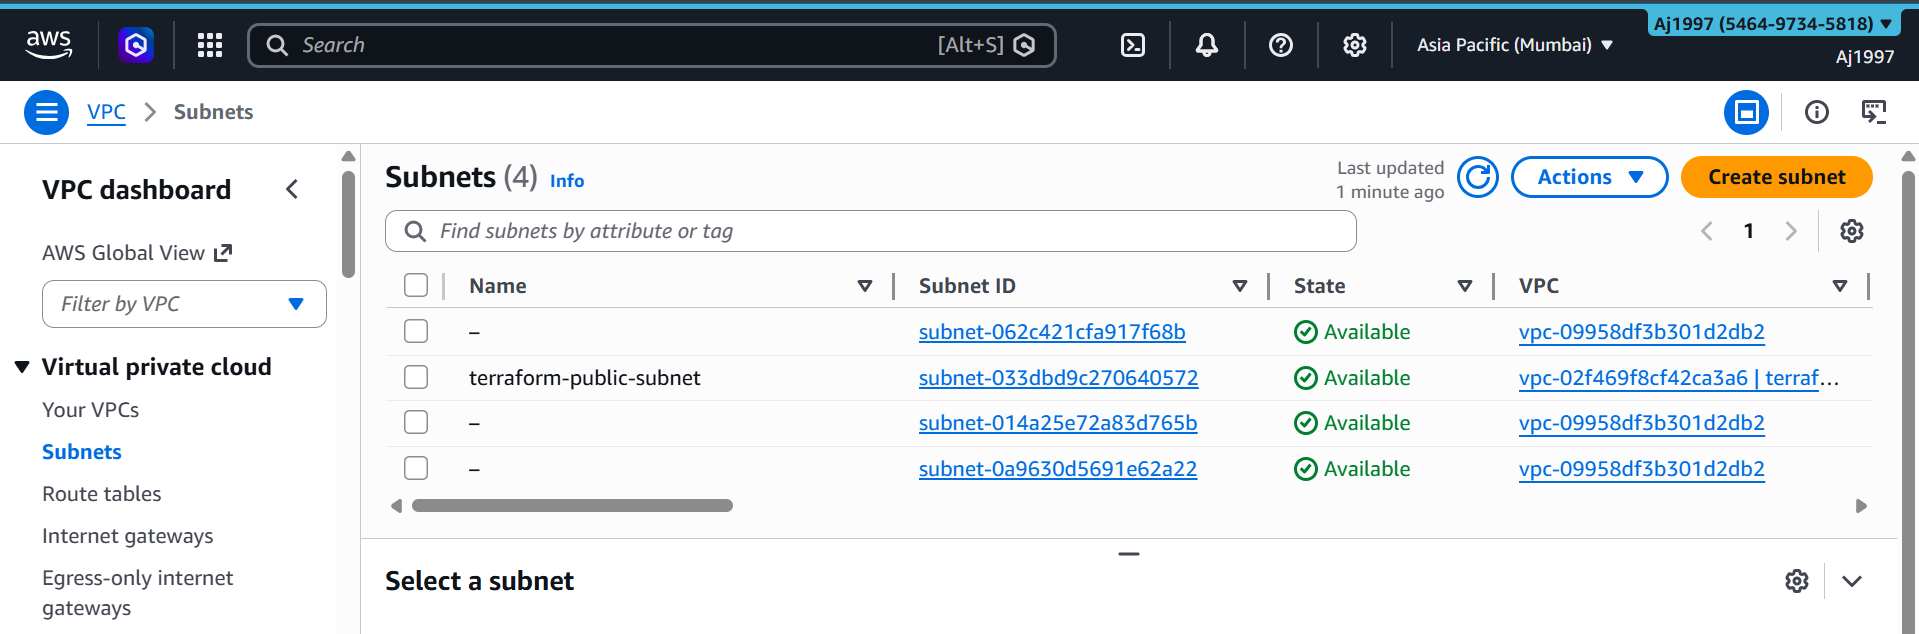 aws
Search
[Alt+S]
Asia Pacific (Mumbai)
Aj1997 (5464-9734-5818)
Aj1997
VPC
Subnets
VPC dashboard
AWS Global View
Filter by VPC
Virtual private cloud
Your VPCs
Subnets
Route tables
Internet gateways
Egress-only internet
gateways
Subnets (4) Info
Last updated
1 minute ago
Actions
Create subnet
Find subnets by attribute or tag
1
Name Subnet ID State VPC
– subnet-062c421cfa917f68b Available vpc-09958df3b301d2db2
terraform-public-subnet subnet-033dbd9c270640572 Available vpc-02f469f8cf42ca3a6 | terraf...
– subnet-014a25e72a83d765b Available vpc-09958df3b301d2db2
– subnet-0a9630d5691e62a22 Available vpc-09958df3b301d2db2
Select a subnet